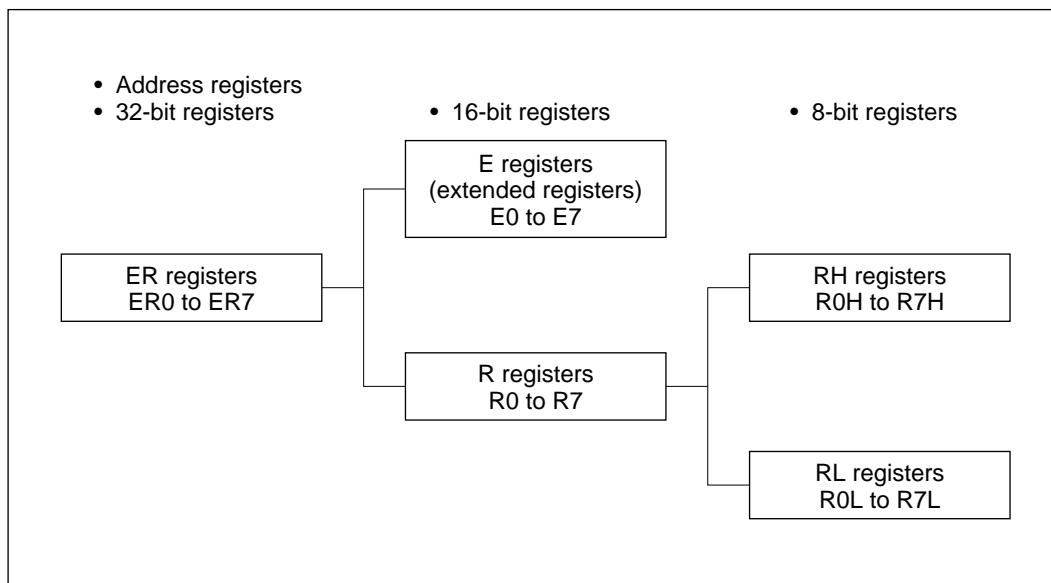 • Address registers
• 32-bit registers
• 16-bit registers
• 8-bit registers
E registers
(extended registers)
E0 to E7
ER registers
ER0 to ER7
RH registers
R0H to R7H
R registers
R0 to R7
RL registers
R0L to R7L